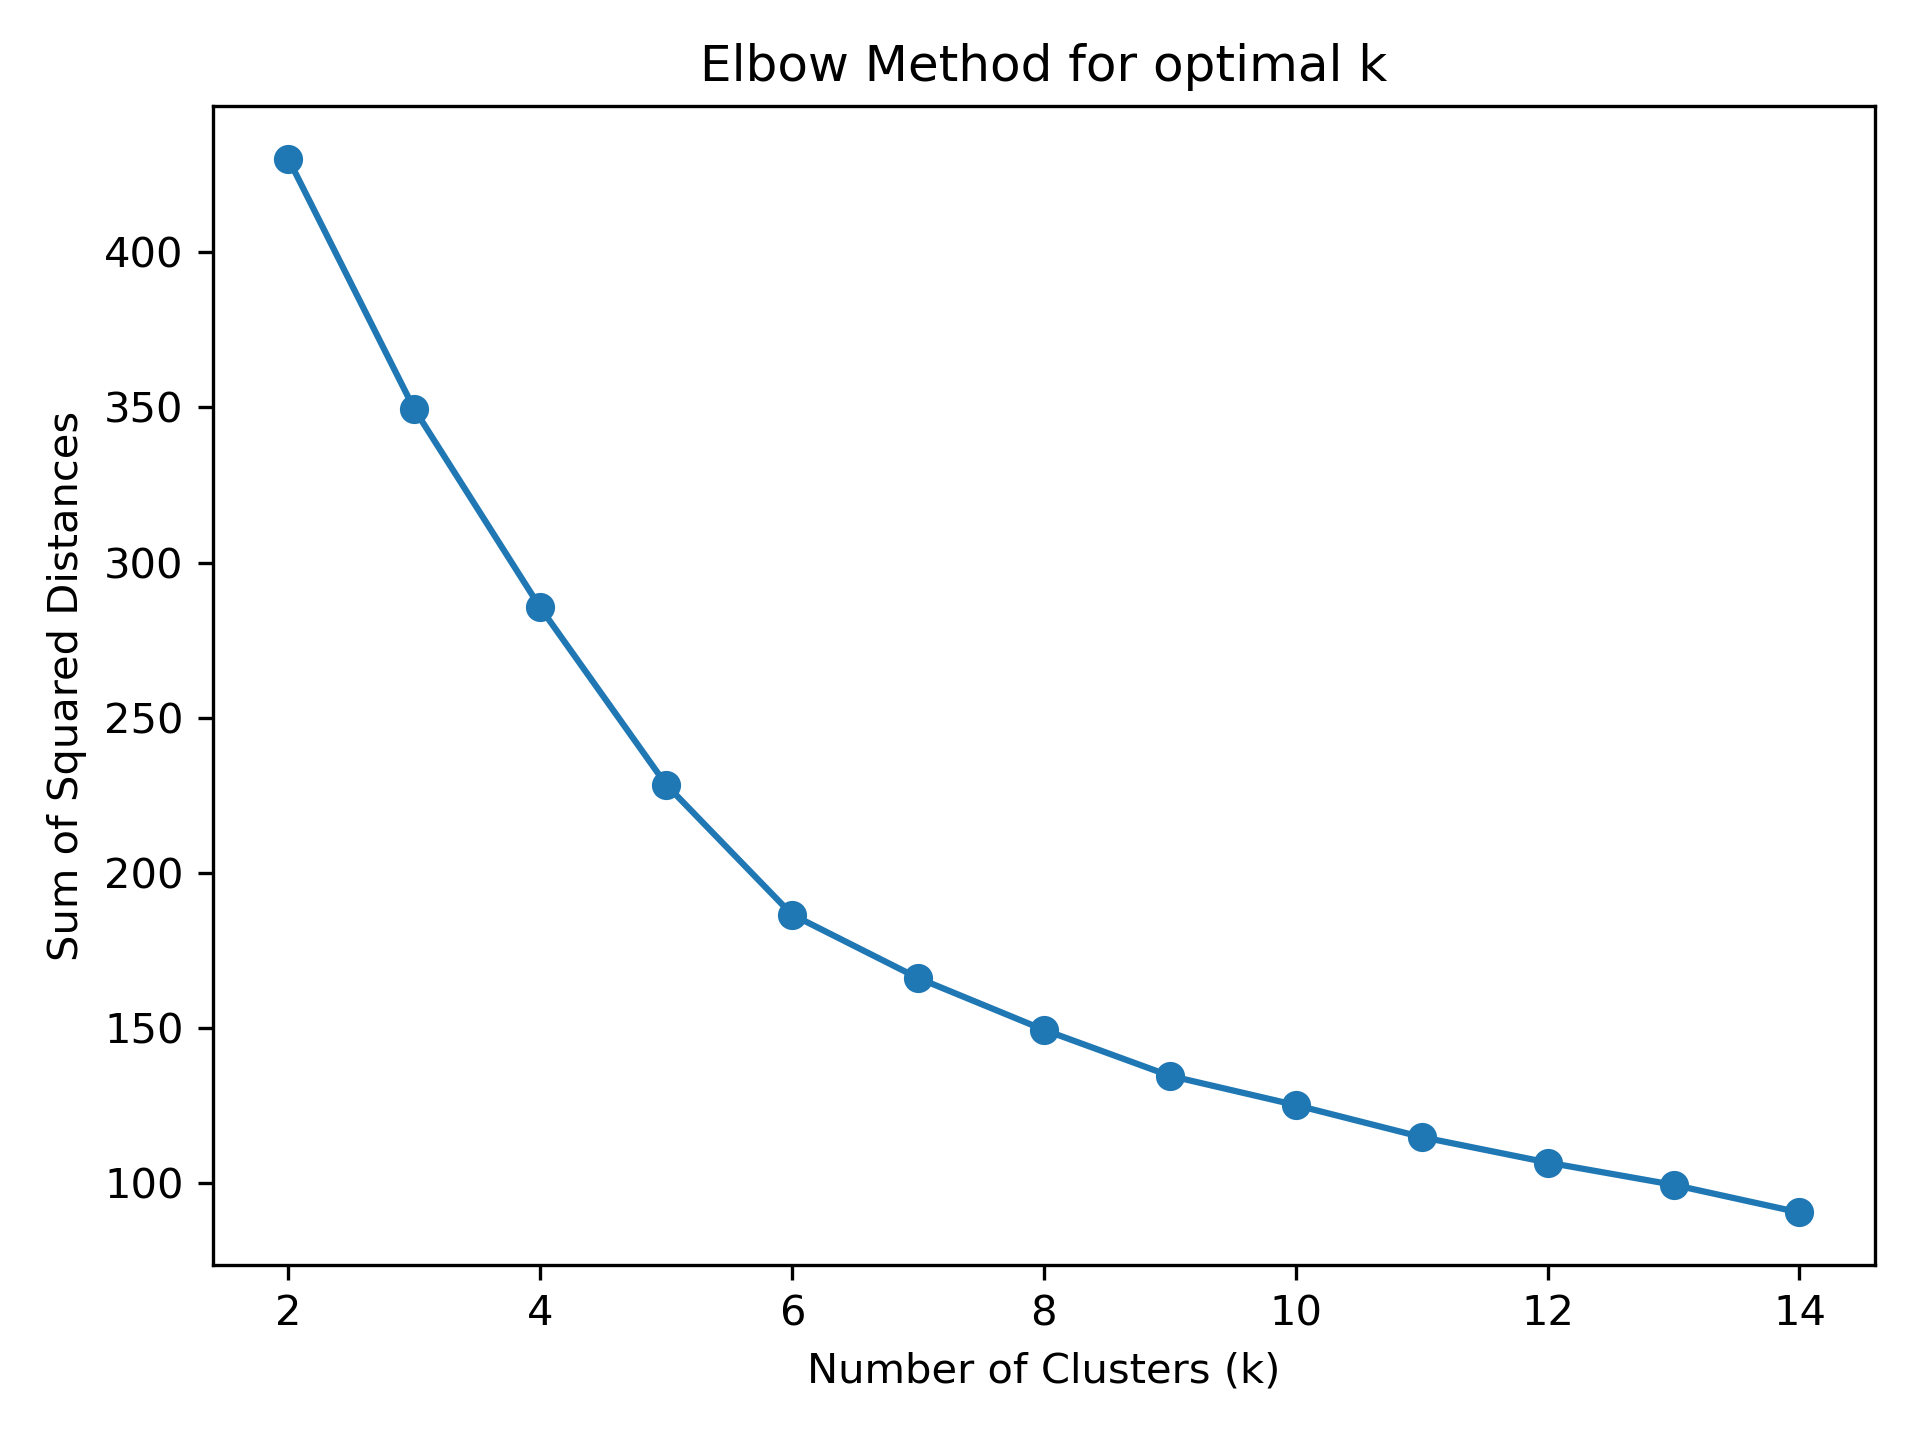 Elbow Method for optimal k
Sum of Squared Distances
400
350
300
250
200
150
100
2 4 6 8 10 12 14
Number of Clusters (k)